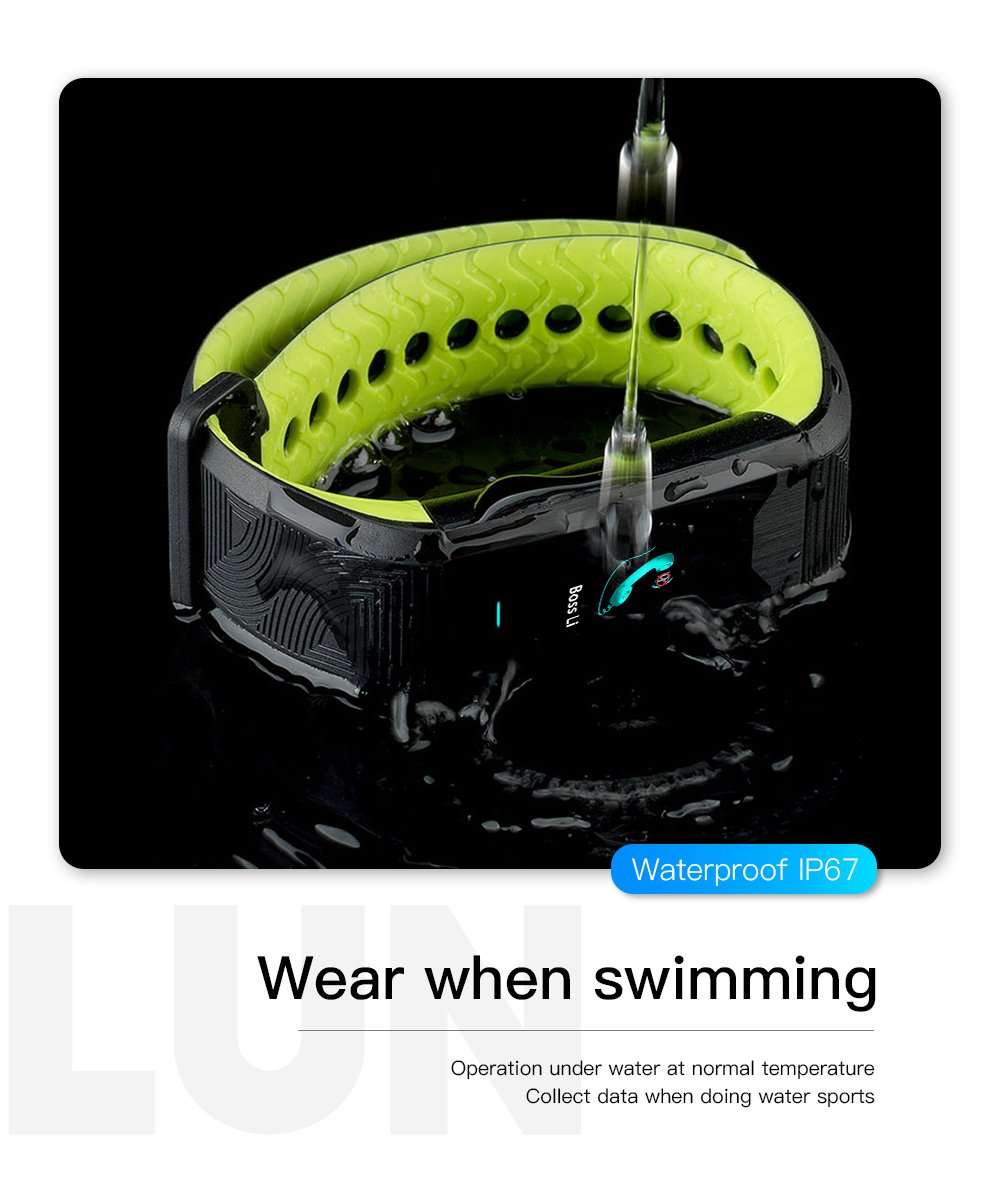 Boss Li
Waterproof IP67
LUN
Wear when swimming
Operation under water at normal temperature
Collect data when doing water sports